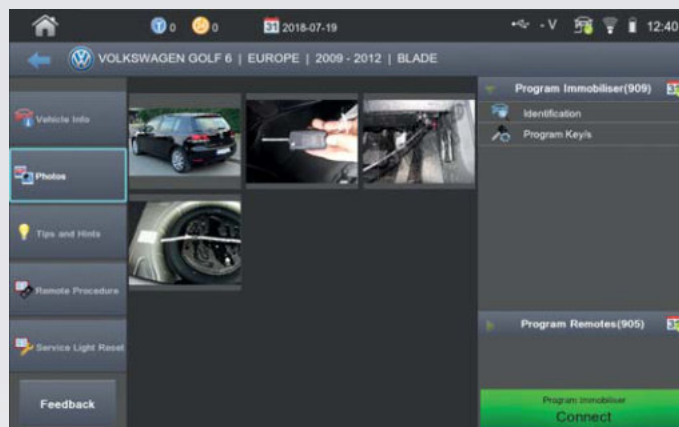 0 0 31 2018-07-19 - V 12:40
VOLKSWAGEN GOLF 6 | EUROPE | 2009 - 2012 | BLADE
Vehicle Info
Photos
Tips and Hints
Remote Procedure
Service Light Reset
Feedback
Program Immobiliser(909)
Identification
Program Key/s
Program Remotes(905)
Program Immobiliser
Connect